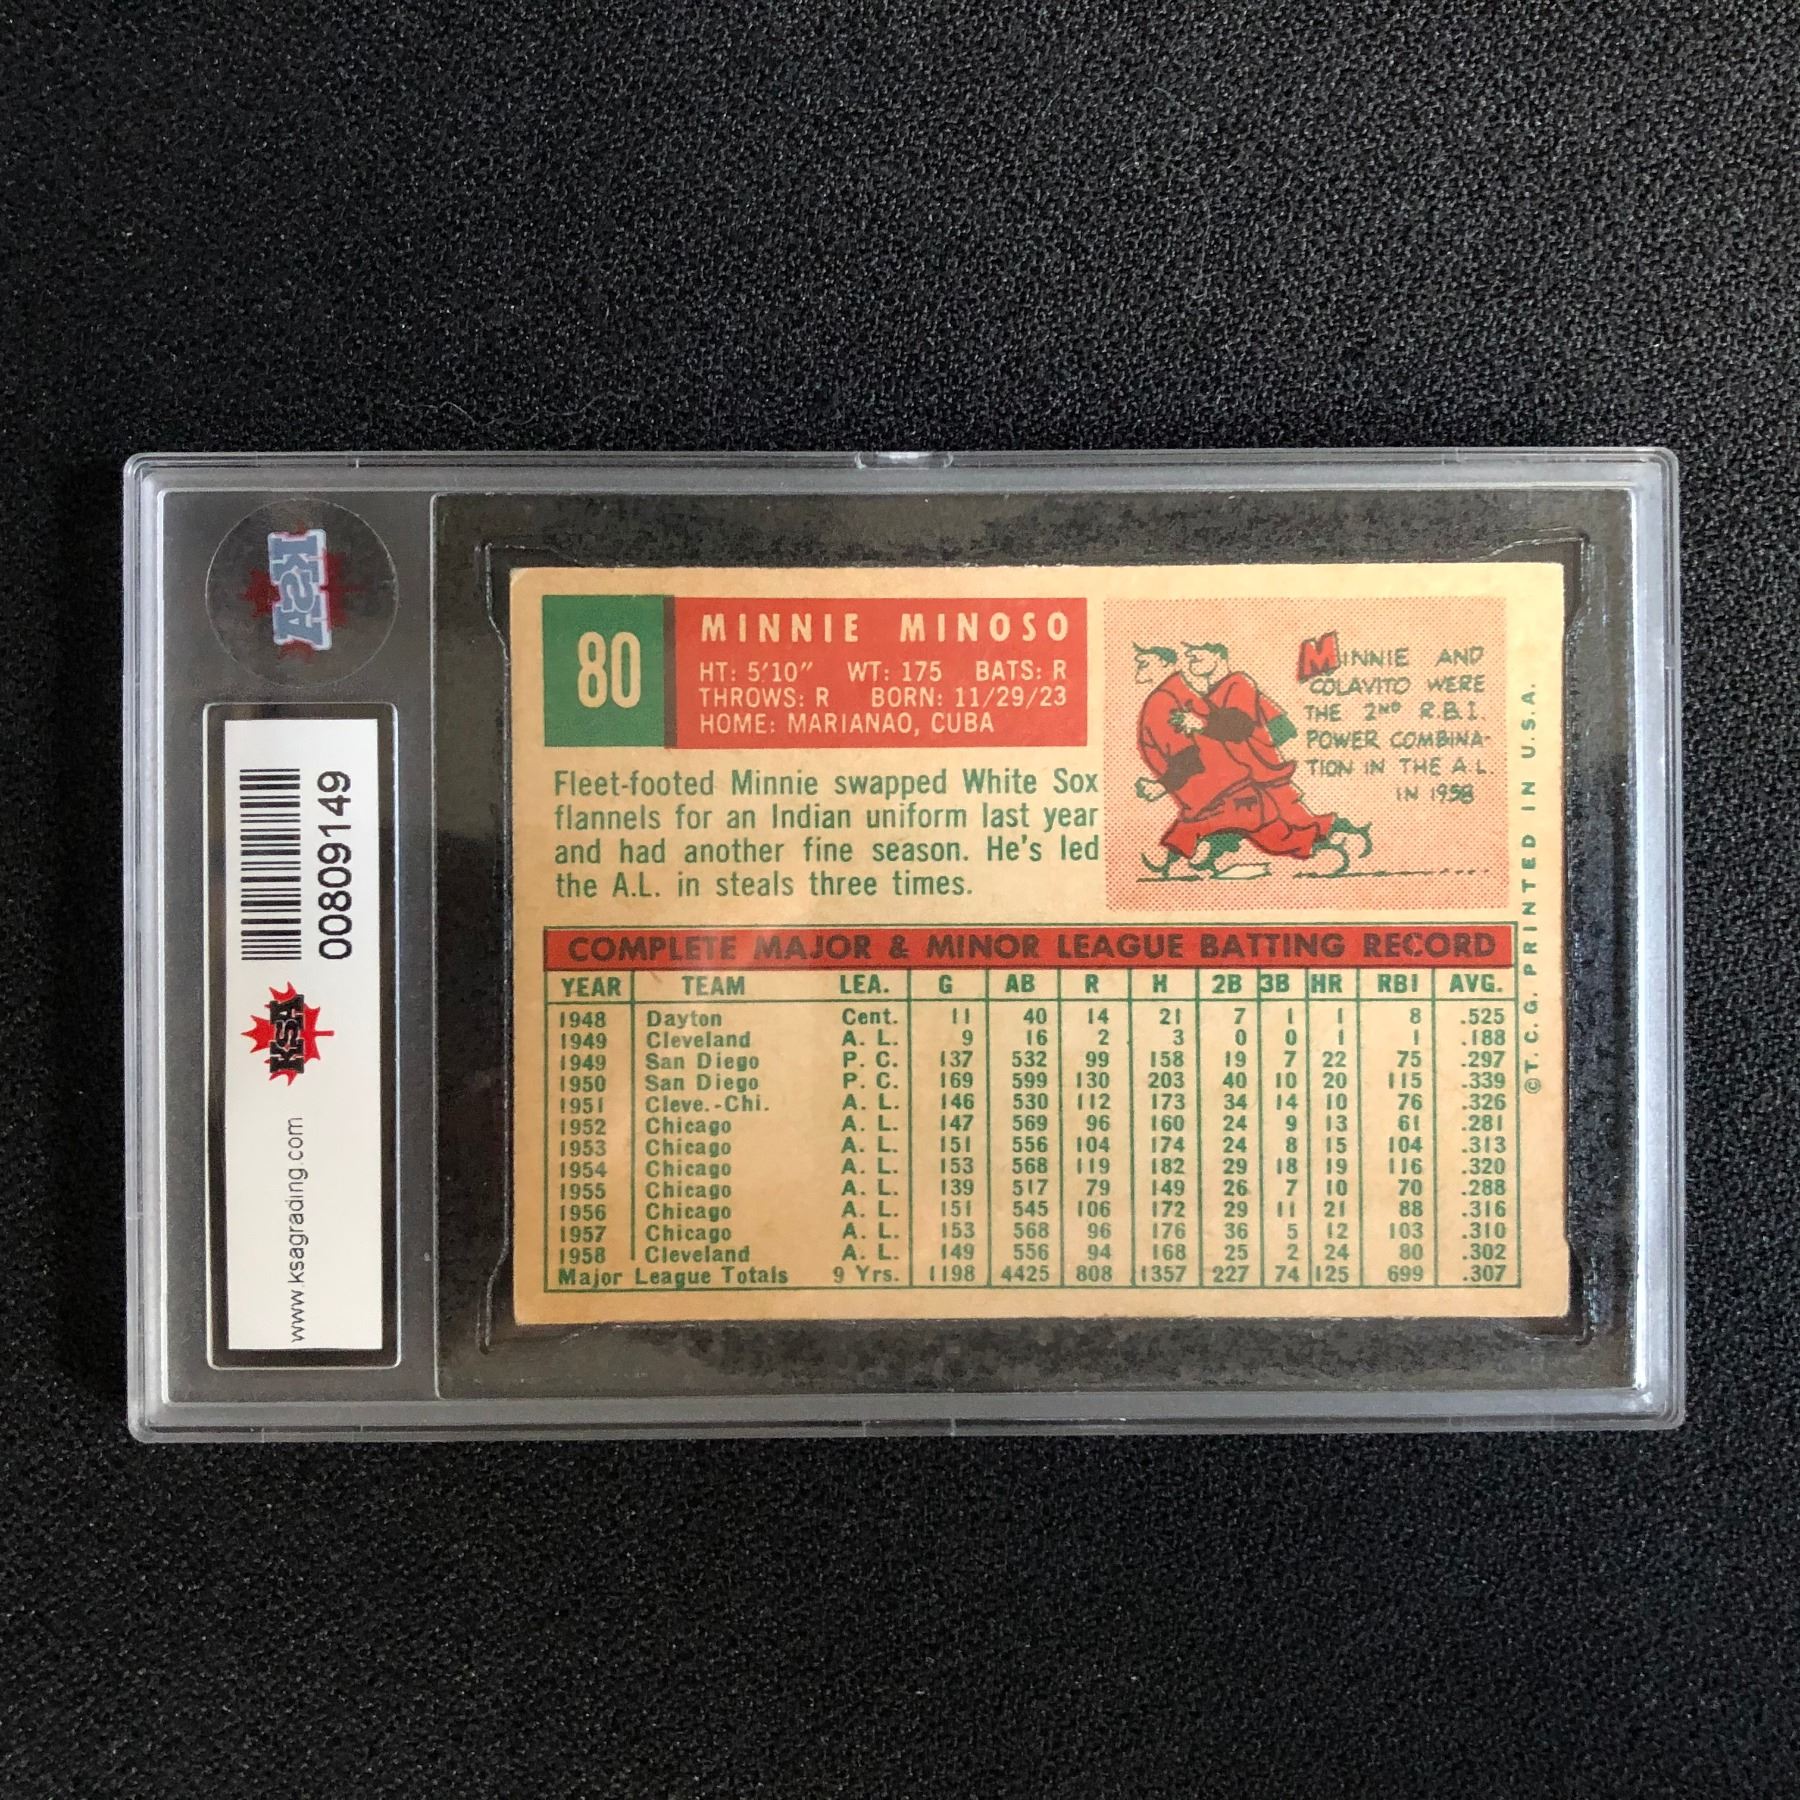 KSA
00809149
KSA
www.ksagrading.com
80
MINNIE MINOSO
HT: 5'10" WT: 175 BATS: R
THROWS: R BORN: 11/29/23
HOME: MARIANAO, CUBA
MINNIE AND
COLAVITO WERE
THE 2ND R.B.I.
POWER COMBINA-
TION IN THE A.L.
IN 1958
Fleet-footed Minnie swapped White Sox
flannels for an Indian uniform last year
and had another fine season. He's led
the A.L. in steals three times.
COMPLETE MAJOR & MINOR LEAGUE BATTING RECORD
YEAR TEAM LEA. G AB R H 2B 3B HR RBI AVG.
1948 Dayton Cent. 11 40 14 21 7 1 1 8 .525
1949 Cleveland A. L. 9 16 2 3 0 0 1 1 .188
1949 San Diego P. C. 137 532 99 158 19 7 22 75 .297
1950 San Diego P. C. 169 599 130 203 40 10 20 115 .339
1951 Cleve.-Chi. A. L. 146 530 112 173 34 14 10 76 .326
1952 Chicago A. L. 147 569 96 160 24 9 13 61 .281
1953 Chicago A. L. 151 556 104 174 24 8 15 104 .313
1954 Chicago A. L. 153 568 119 182 29 18 19 116 .320
1955 Chicago A. L. 139 517 79 149 26 7 10 70 .288
1956 Chicago A. L. 151 545 106 172 29 11 21 88 .316
1957 Chicago A. L. 153 568 96 176 36 5 12 103 .310
1958 Cleveland A. L. 149 556 94 168 25 2 24 80 .302
Major League Totals 9 Yrs. 1198 4425 808 1357 227 74 125 699 .307
© T. C. G. PRINTED IN U.S.A.